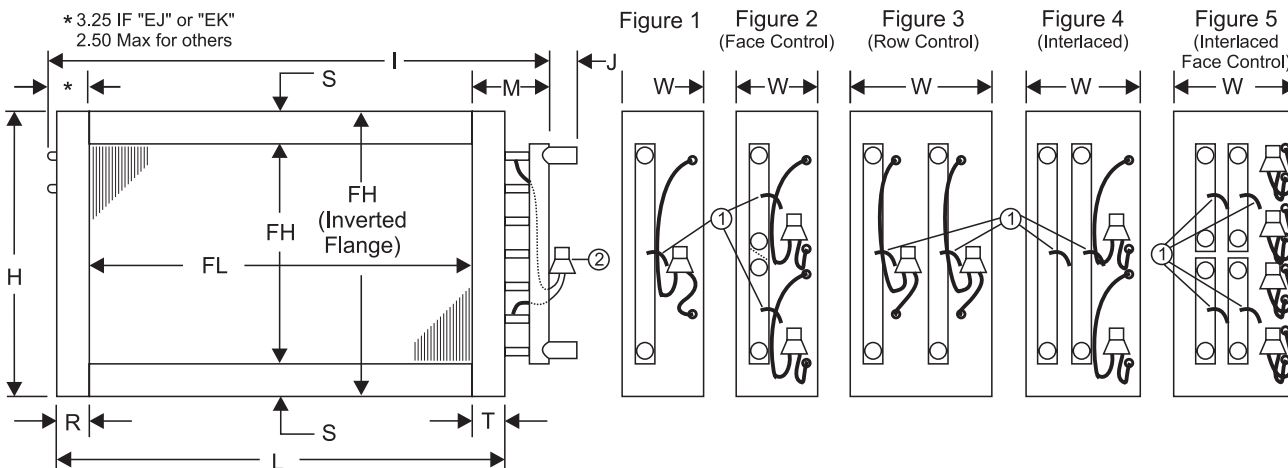 * 3.25 IF "EJ" or "EK"
2.50 Max for others
I
J
S
M
*
H
FH
FH
(Inverted
Flange)
FL
2
R
S
T
L
Figure 1
W
Figure 2
(Face Control)
W
Figure 3
(Row Control)
W
Figure 4
(Interlaced)
W
Figure 5
(Interlaced
Face Control)
W
1
1
1